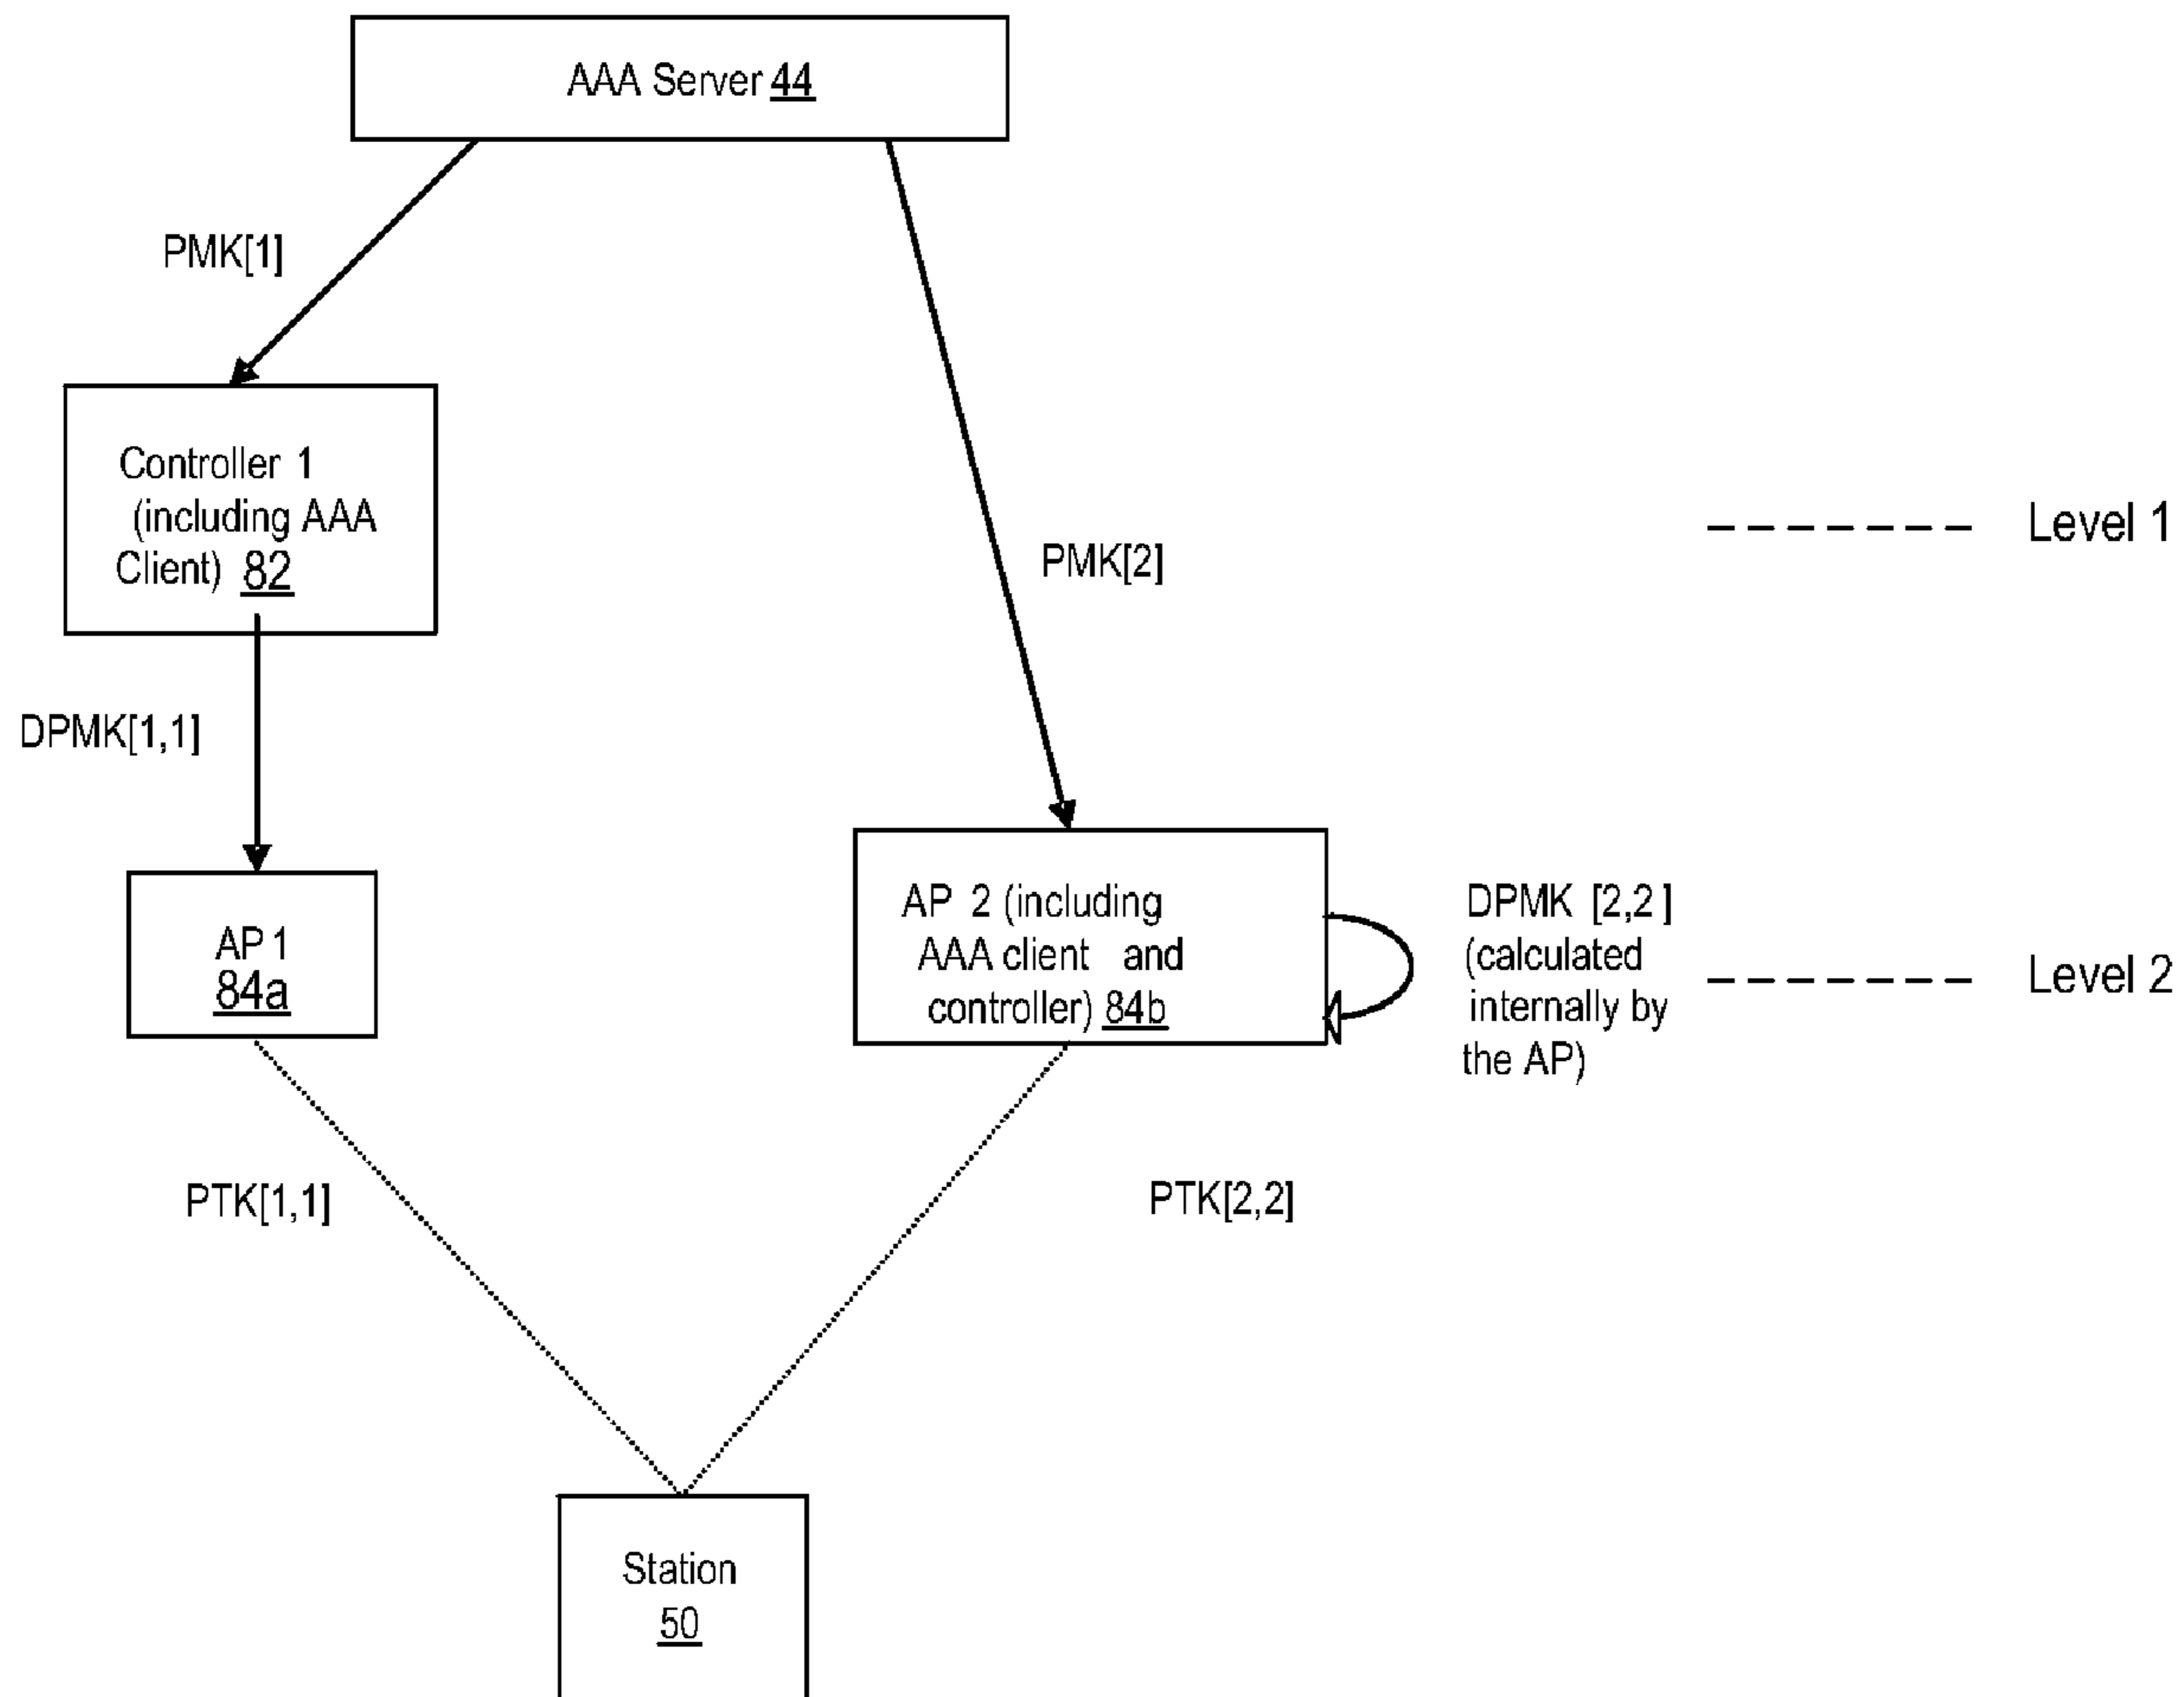 AAA Server 44
PMK[1]
Controller 1
(including AAA
Client) 82
PMK[2]
Level 1
DPMK[1,1]
AP 1
84a
AP 2 (including
AAA client and
controller) 84b
DPMK [2,2]
(calculated
internally by
the AP)
Level 2
PTK[1,1]
PTK[2,2]
Station
50